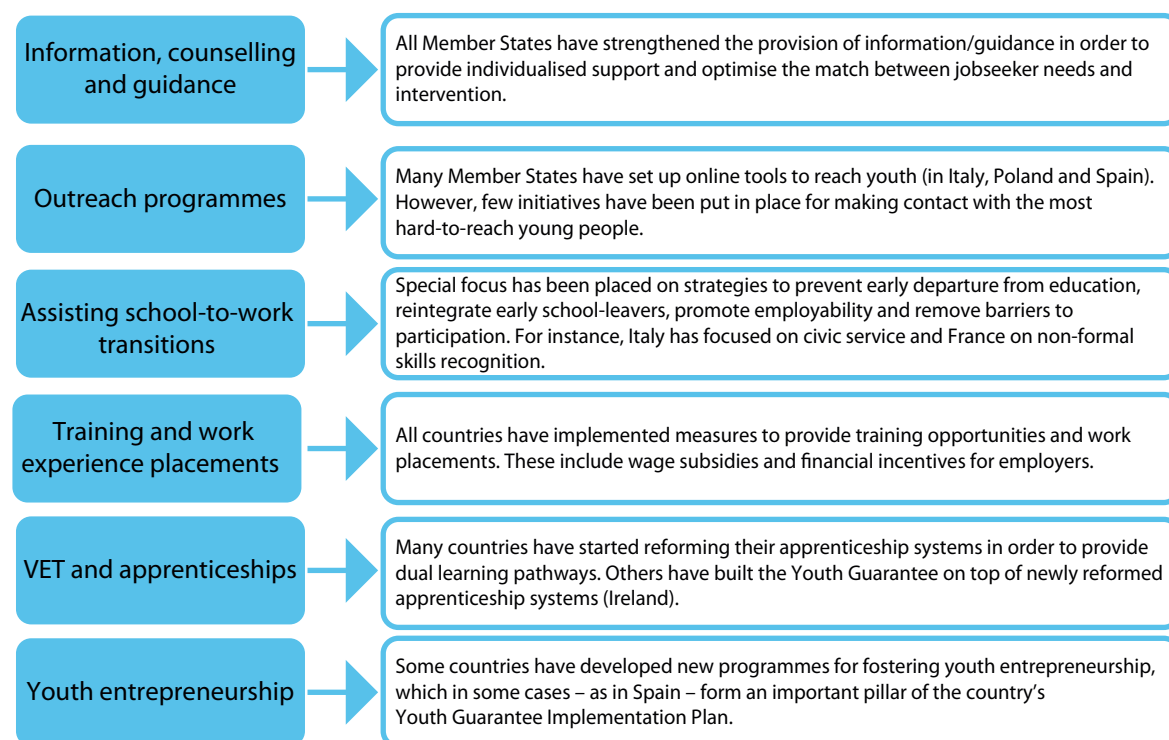 Information, counselling
and guidance
All Member States have strengthened the provision of information/guidance in order to
provide individualised support and optimise the match between jobseeker needs and
intervention.
Outreach programmes
Many Member States have set up online tools to reach youth (in Italy, Poland and Spain).
However, few initiatives have been put in place for making contact with the most
hard-to-reach young people.
Assisting school-to-work
transitions
Special focus has been placed on strategies to prevent early departure from education,
reintegrate early school-leavers, promote employability and remove barriers to
participation. For instance, Italy has focused on civic service and France on non-formal
skills recognition.
Training and work
experience placements
All countries have implemented measures to provide training opportunities and work
placements. These include wage subsidies and financial incentives for employers.
VET and apprenticeships
Many countries have started reforming their apprenticeship systems in order to provide
dual learning pathways. Others have built the Youth Guarantee on top of newly reformed
apprenticeship systems (Ireland).
Youth entrepreneurship
Some countries have developed new programmes for fostering youth entrepreneurship,
which in some cases – as in Spain – form an important pillar of the country’s
Youth Guarantee Implementation Plan.